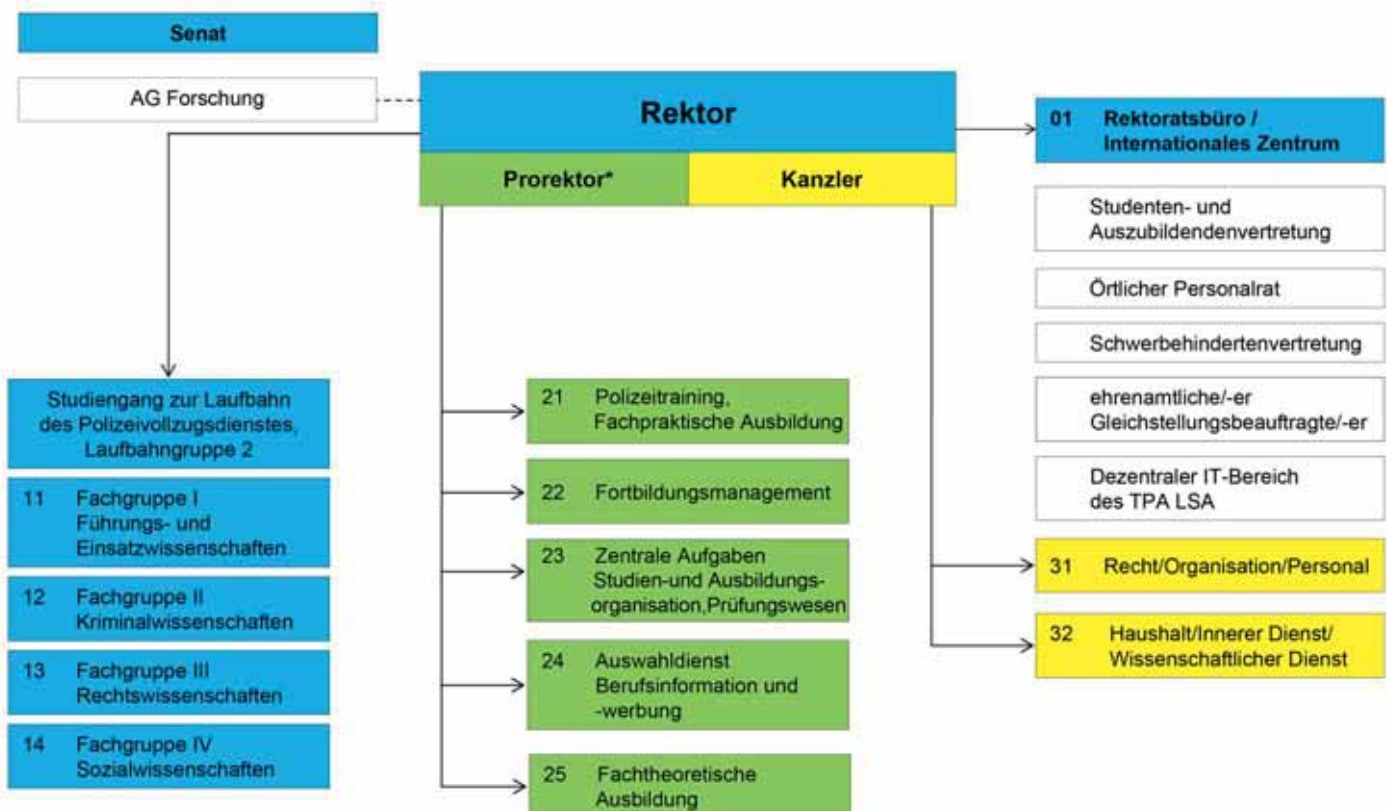 Senat
AG Forschung
Rektor
Prorektor*
Kanzler
01 Rektoratsbüro /
Internationales Zentrum
Studenten- und
Auszubildendenvertretung
Örtlicher Personalrat
Schwerbehindertenvertretung
ehrenamtliche/-er
Gleichstellungsbeauftragte/-er
Dezentraler IT-Bereich
des TPA LSA
31 Recht/Organisation/Personal
32 Haushalt/Innerer Dienst/
Wissenschaftlicher Dienst
Studiengang zur Laufbahn
des Polizeivollzugsdienstes,
Laufbahngruppe 2
11 Fachgruppe I
Führungs- und
Einsatzwissenschaften
12 Fachgruppe II
Kriminalwissenschaften
13 Fachgruppe III
Rechtswissenschaften
14 Fachgruppe IV
Sozialwissenschaften
21 Polizeitraining,
Fachpraktische Ausbildung
22 Fortbildungsmanagement
23 Zentrale Aufgaben
Studien-und Ausbildungs-
organisation,Prüfungswesen
24 Auswahldienst
Berufsinformation und
-werbung
25 Fachtheoretische
Ausbildung